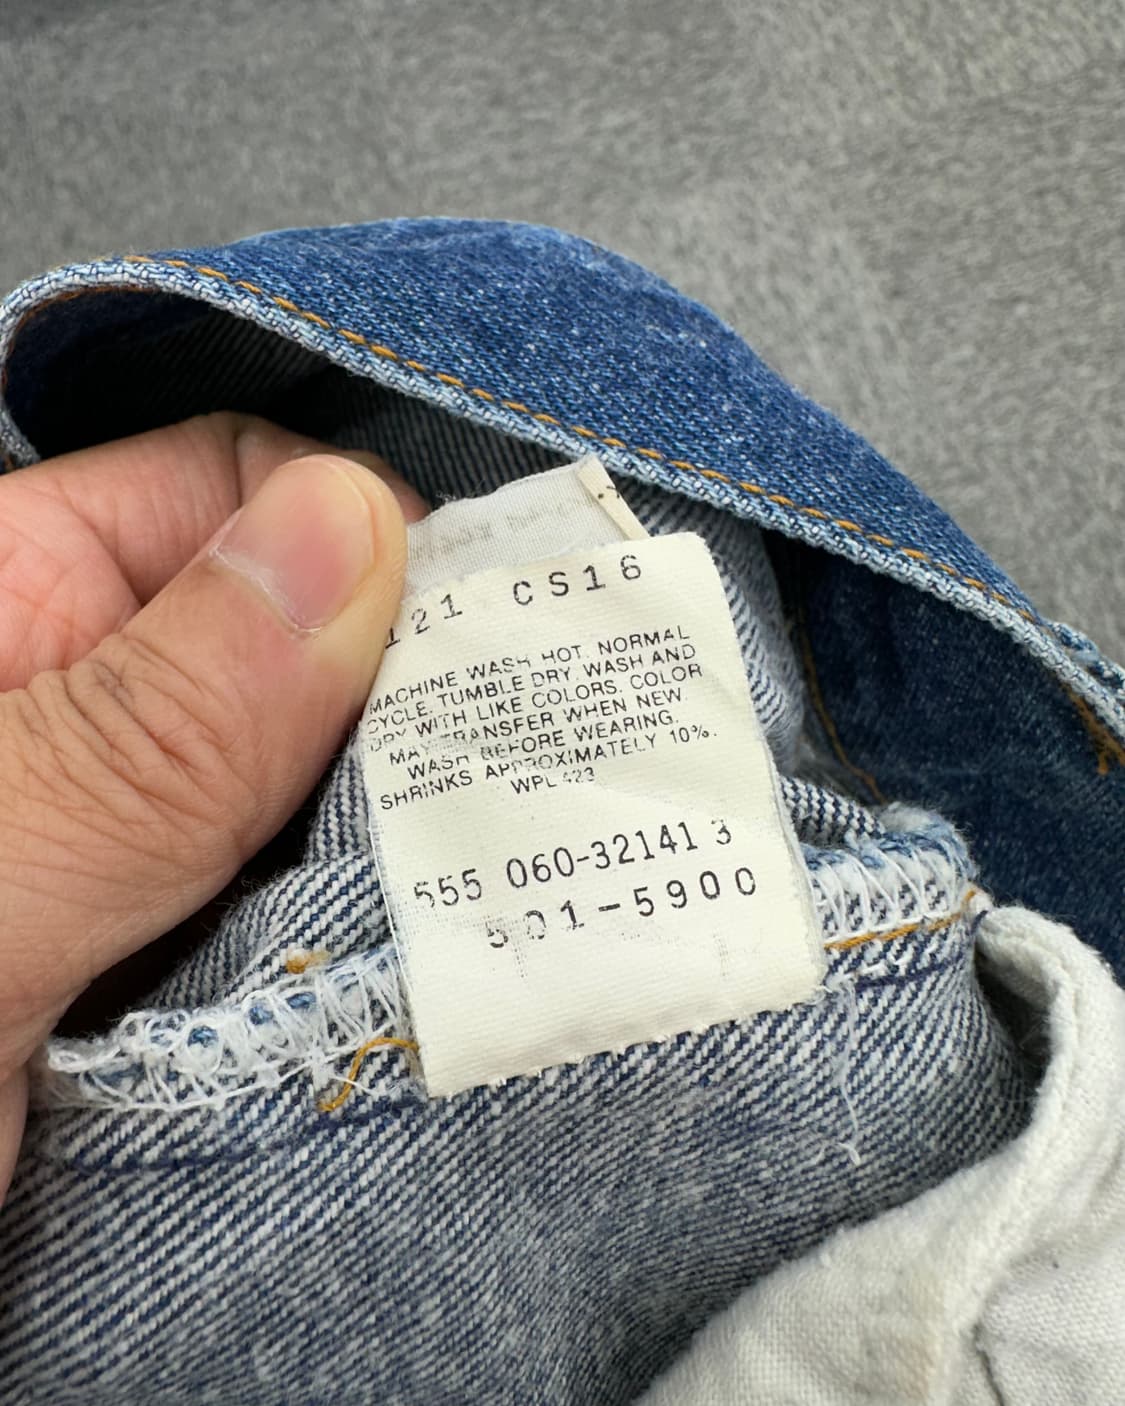 121 CS16
MACHINE WASH HOT. NORMAL
CYCLE. TUMBLE DRY. WASH AND
DRY WITH LIKE COLORS. COLOR
MAY TRANSFER WHEN NEW.
WASH BEFORE WEARING.
SHRINKS APPROXIMATELY 10%.
WPL 423
555 060-32141 3
501-5900